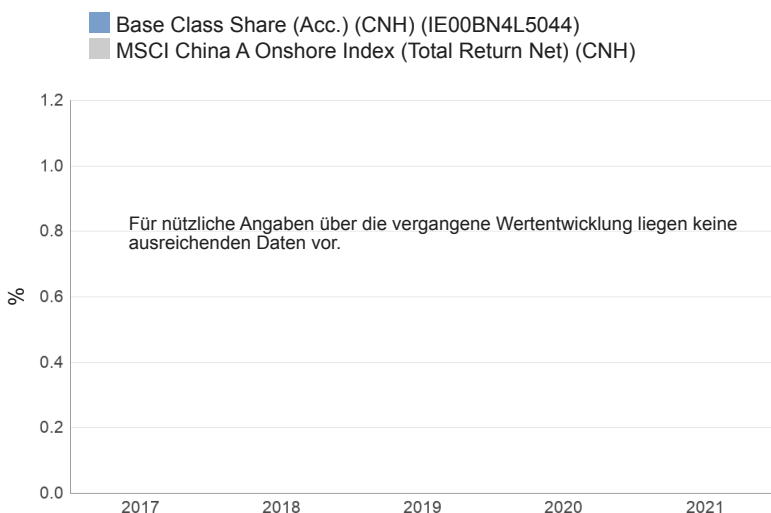 Base Class Share (Acc.) (CNH) (IE00BN4L5044)
MSCI China A Onshore Index (Total Return Net) (CNH)
1.2
1.0
Für nützliche Angaben über die vergangene Wertentwicklung liegen keine
0.8
ausreichenden Daten vor.
%
0.6
0.4
0.2
0.0
2017 2018 2019 2020 2021